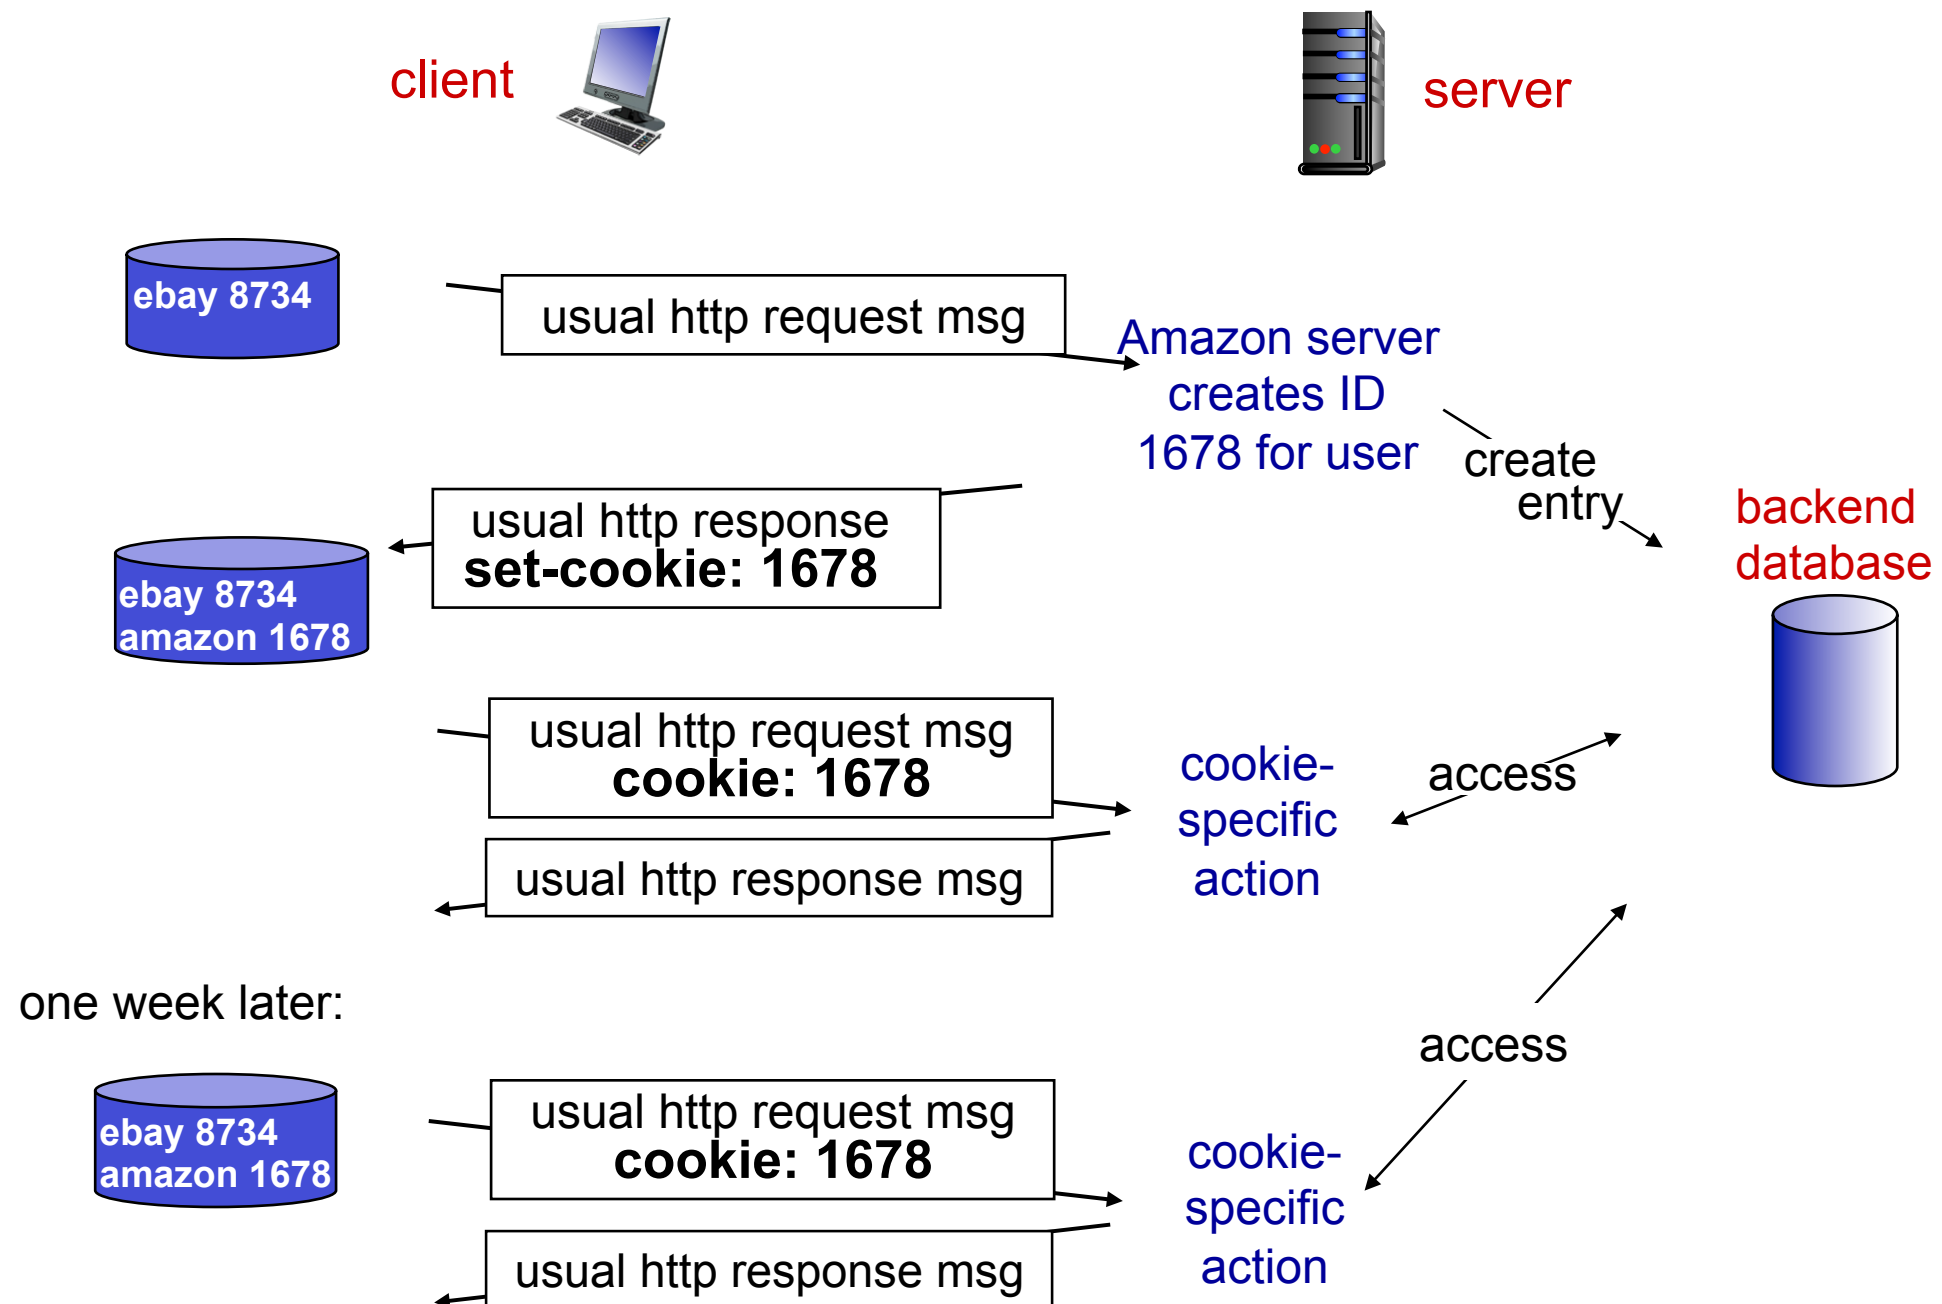 client
server
ebay 8734
usual http request msg
Amazon server
creates ID
1678 for user
create
entry
usual http response
set-cookie: 1678
backend
database
ebay 8734
amazon 1678
usual http request msg
cookie: 1678
cookie-
specific
action
access
usual http response msg
one week later:
access
ebay 8734
amazon 1678
usual http request msg
cookie: 1678
cookie-
specific
action
usual http response msg